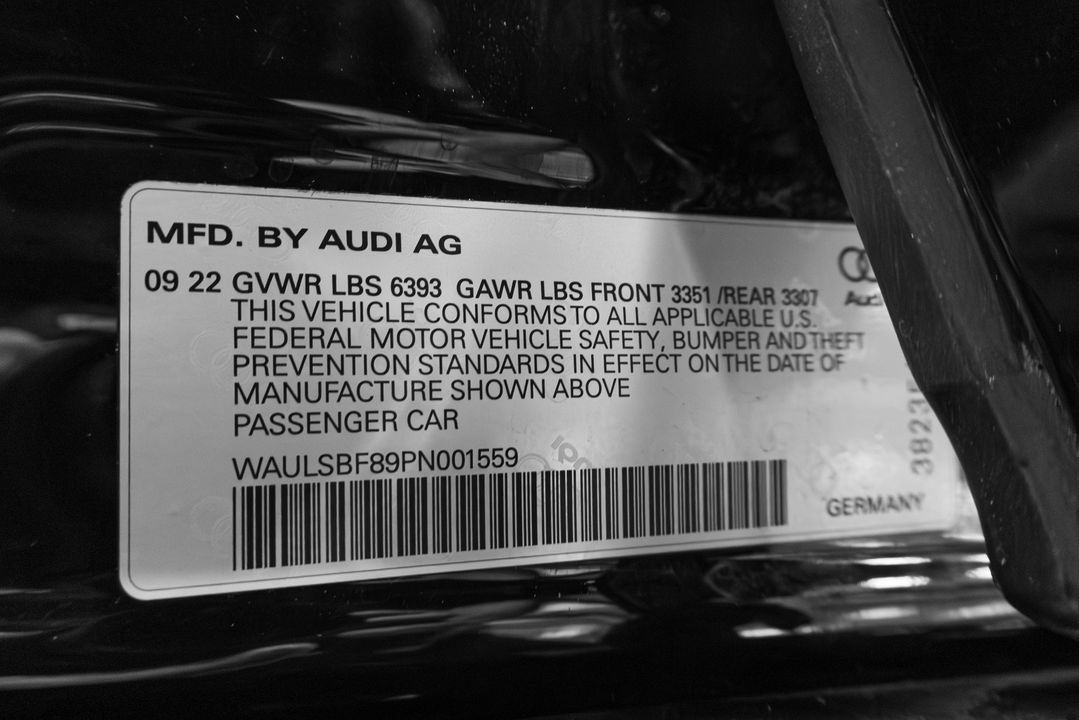 MFD. BY AUDI AG
09 22 GVWR LBS 6393 GAWR LBS FRONT 3351 /REAR 3307
THIS VEHICLE CONFORMS TO ALL APPLICABLE U.S.
FEDERAL MOTOR VEHICLE SAFETY, BUMPER AND THEFT
PREVENTION STANDARDS IN EFFECT ON THE DATE OF
MANUFACTURE SHOWN ABOVE
PASSENGER CAR
WAULSBF89PN001559
GERMANY